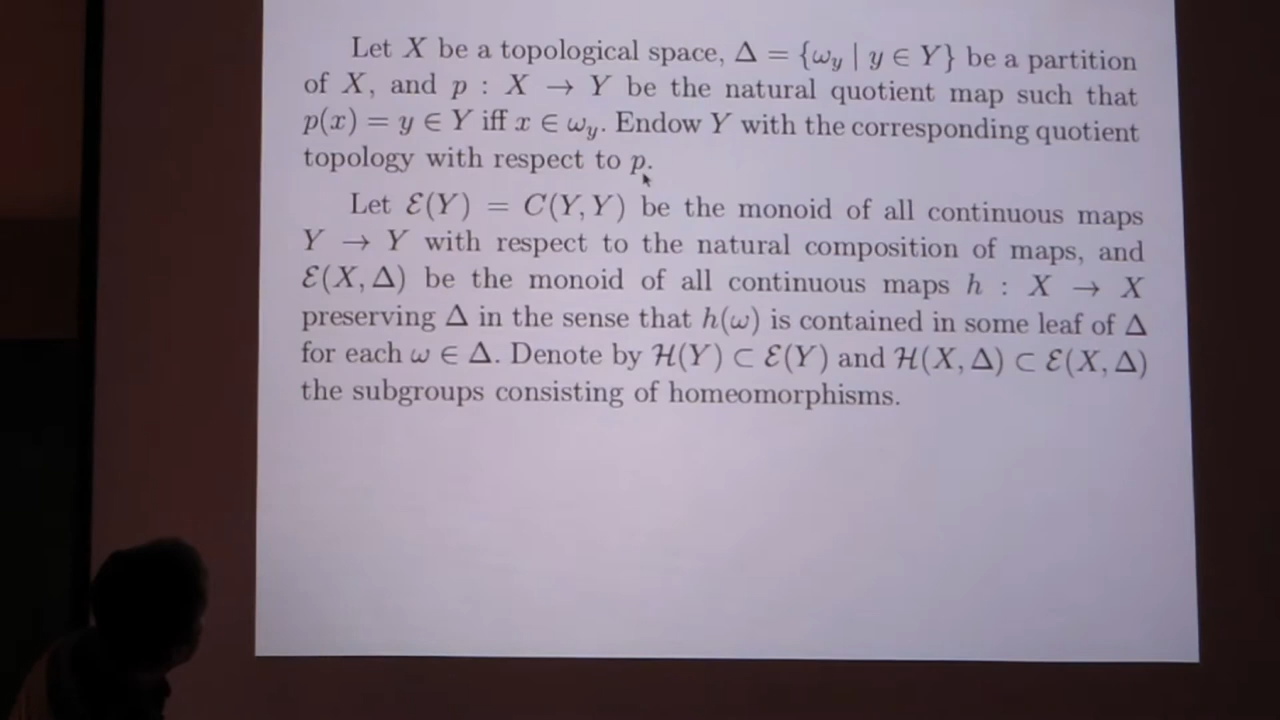 Let X be a topological space, Δ = {ω_y | y ∈ Y} be a partition
of X, and p : X → Y be the natural quotient map such that
p(x) = y ∈ Y iff x ∈ ω_y. Endow Y with the corresponding quotient
topology with respect to p.
Let ℰ(Y) = C(Y, Y) be the monoid of all continuous maps
Y → Y with respect to the natural composition of maps, and
ℰ(X, Δ) be the monoid of all continuous maps h : X → X
preserving Δ in the sense that h(ω) is contained in some leaf of Δ
for each ω ∈ Δ. Denote by ℋ(Y) ⊂ ℰ(Y) and ℋ(X, Δ) ⊂ ℰ(X, Δ)
the subgroups consisting of homeomorphisms.